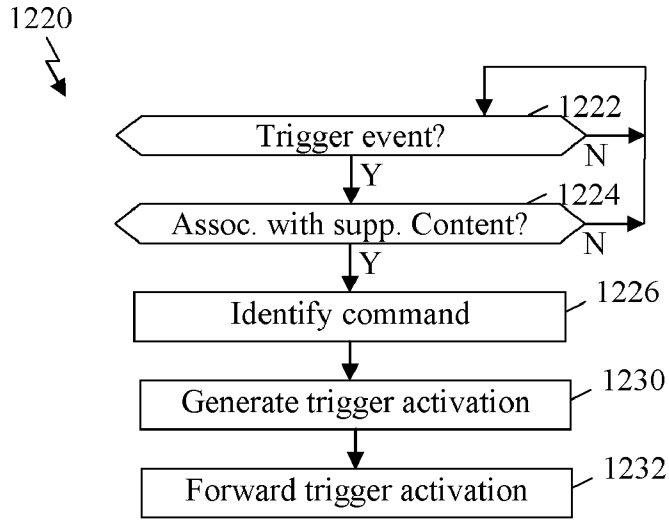 1220
1222
Trigger event?
N
Y
1224
Assoc. with supp. Content?
N
Y
1226
Identify command
1230
Generate trigger activation
1232
Forward trigger activation